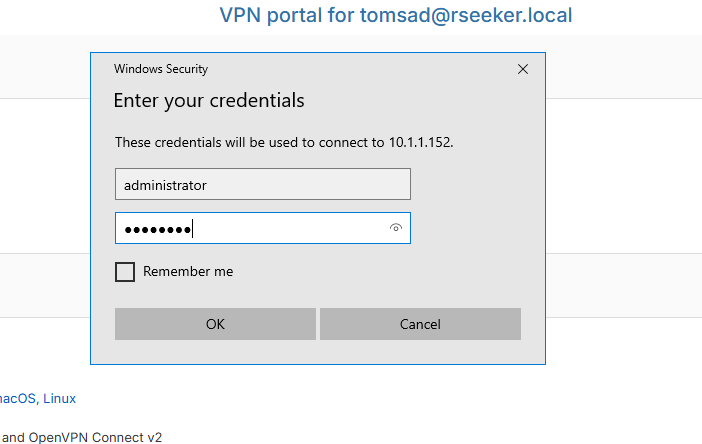 VPN portal for tomsad@rseeker.local
Windows Security
Enter your credentials
These credentials will be used to connect to 10.1.1.152.
administrator
●●●●●●●●
Remember me
OK
Cancel
macOS, Linux
and OpenVPN Connect v2